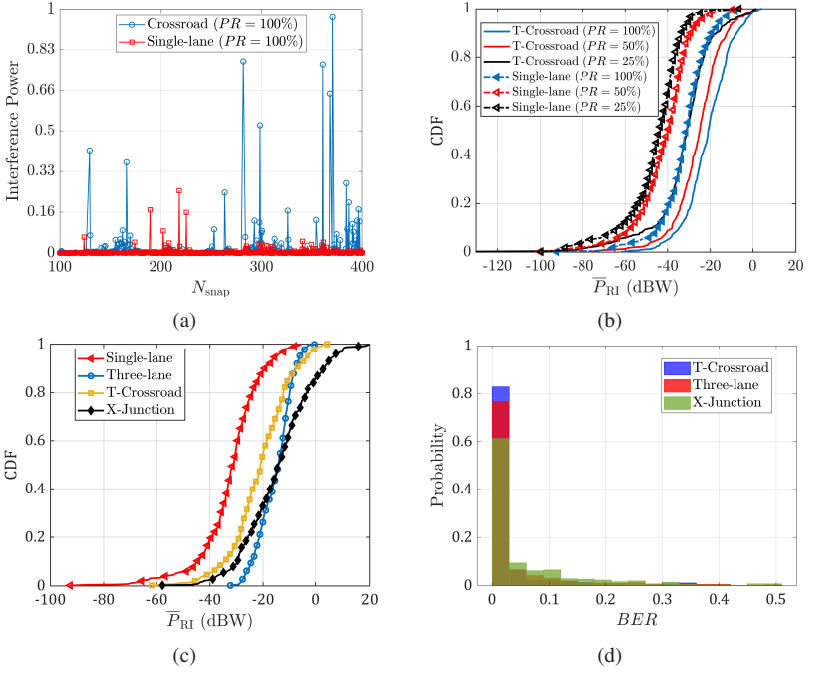 1
0.83
0.66
0.5
0.33
0.16
0
Interference Power
Crossroad (PR = 100%)
Single-lane (PR = 100%)
100
200
300
400
N_snap
(a)
1
0.8
0.6
0.4
0.2
0
CDF
T-Crossroad (PR = 100%)
T-Crossroad (PR = 50%)
T-Crossroad (PR = 25%)
Single-lane (PR = 100%)
Single-lane (PR = 50%)
Single-lane (PR = 25%)
-120
-100
-80
-60
-40
-20
0
20
P̅_RI (dBW)
(b)
1
0.8
0.6
0.4
0.2
0
CDF
Single-lane
Three-lane
T-Crossroad
X-Junction
-100
-80
-60
-40
-20
0
20
P̅_RI (dBW)
(c)
1
0.8
0.6
0.4
0.2
0
Probability
T-Crossroad
Three-lane
X-Junction
0
0.1
0.2
0.3
0.4
0.5
BER
(d)